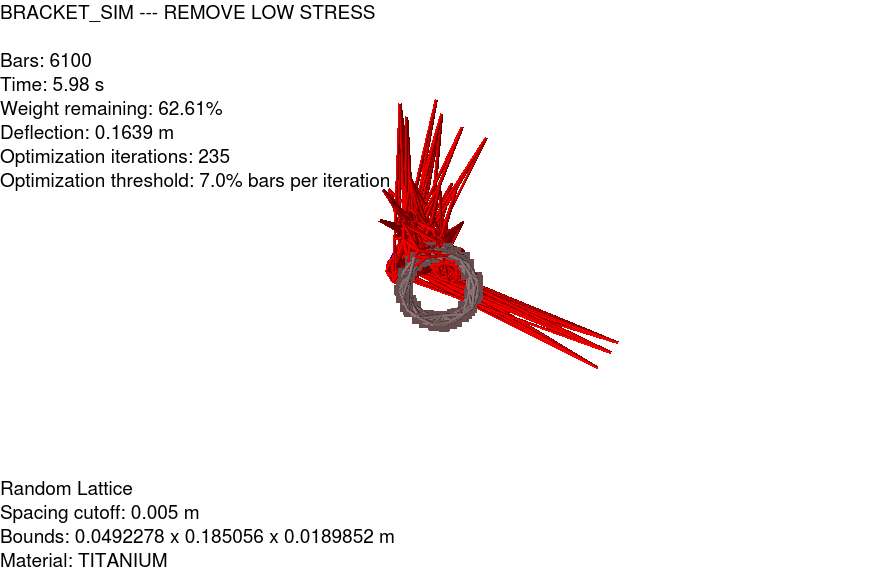 BRACKET_SIM --- REMOVE LOW STRESS
Bars: 6100
Time: 5.98 s
Weight remaining: 62.61%
Deflection: 0.1639 m
Optimization iterations: 235
Optimization threshold: 7.0% bars per iteration
Random Lattice
Spacing cutoff: 0.005 m
Bounds: 0.0492278 x 0.185056 x 0.0189852 m
Material: TITANIUM